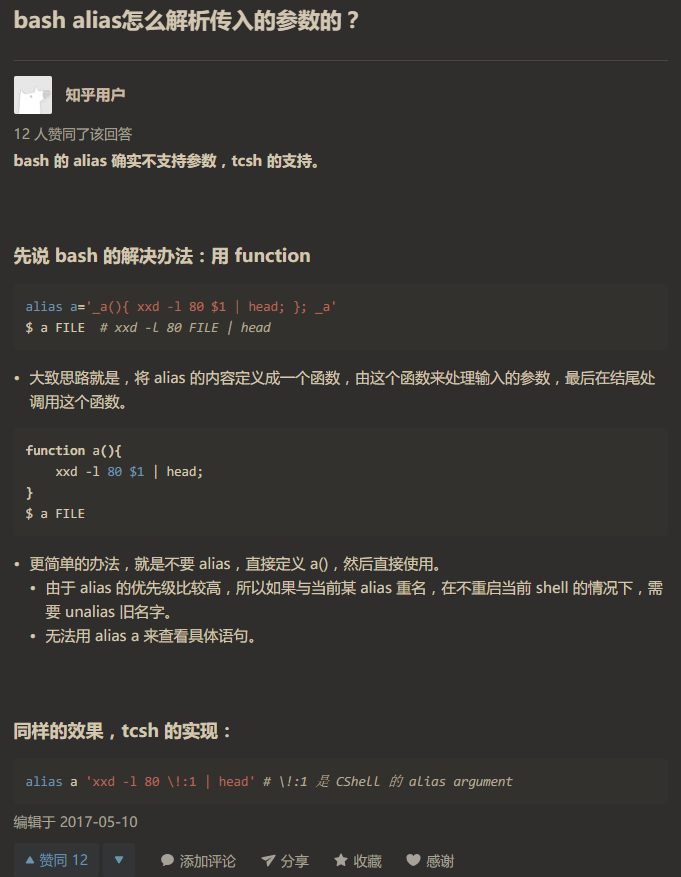 bash alias怎么解析传入的参数的？
知乎用户
12 人赞同了该回答
bash 的 alias 确实不支持参数，tcsh 的支持。
先说 bash 的解决办法：用 function
alias a='_a(){ xxd -l 80 $1 | head; }; _a'
$ a FILE  # xxd -l 80 FILE | head
• 大致思路就是，将 alias 的内容定义成一个函数，由这个函数来处理输入的参数，最后在结尾处
调用这个函数。
function a(){
    xxd -l 80 $1 | head;
}
$ a FILE
• 更简单的办法，就是不要 alias，直接定义 a()，然后直接使用。
• 由于 alias 的优先级比较高，所以如果与当前某 alias 重名，在不重启当前 shell 的情况下，需
要 unalias 旧名字。
• 无法用 alias a 来查看具体语句。
同样的效果，tcsh 的实现：
alias a 'xxd -l 80 \!:1 | head' # \!:1 是 CShell 的 alias argument
编辑于 2017-05-10
赞同 12 添加评论 分享 收藏 感谢